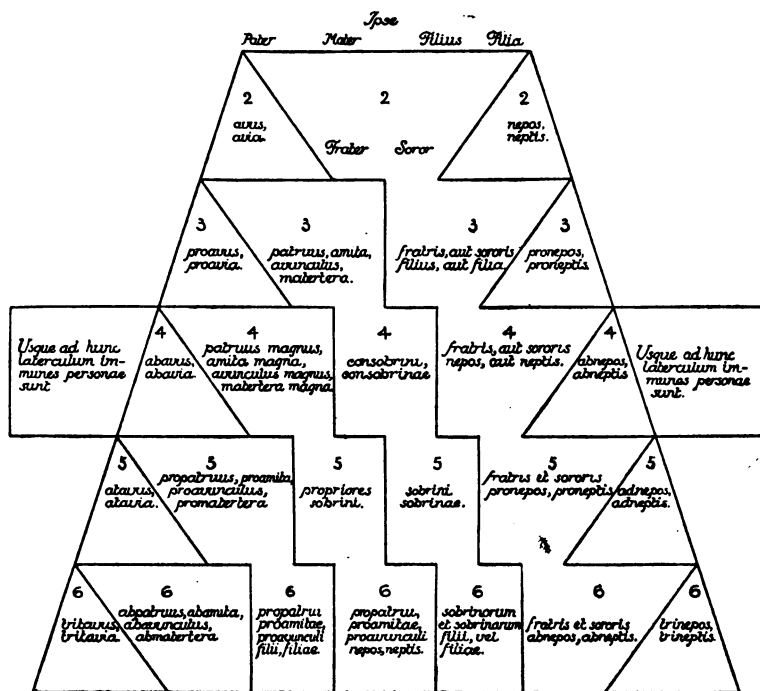 Ipse
Pater Mater Filius Filia
2 2 2
avus,
avia.
nepos.
neptis.
Frater Soror
3 3 3 3
proavus,
proavia.
patruus, amita,
avunculus,
matertera.
fratris, aut sororis
filius, aut filia.
pronepos,
proneptis.
Usque ad hunc
laterculum im-
munes personae
sunt
4
abavus,
abavia.
4
patruus magnus,
amita magna,
avunculus magnus,
matertera magna
4
consobrini,
consobrinae
4
fratris, aut sororis
nepos, aut neptis.
4
abnepos,
abneptis
Usque ad hunc
laterculum im-
munes personae
sunt.
5
atavus,
atavia.
5
propatruus, proamita,
proavunculus,
promatertera
5
propriores
sobrini.
5
sobrini
sobrinae.
5
fratris et sororis
pronepos, proneptis
5
adnepos,
adneptis.
6
tritavus,
tritavia.
6
abpatruus, abamita,
abavunculus,
abmatertera
6
propatrui
proamitae,
proavunculi
filii, filiae.
6
propatrui,
proamitae,
proavunculi
nepos, neptis.
6
sobrinorum
et sobrinarum
filii, vel
filiae.
6
fratris et sororis
abnepos, abneptis.
6
trinepos,
trineptis.